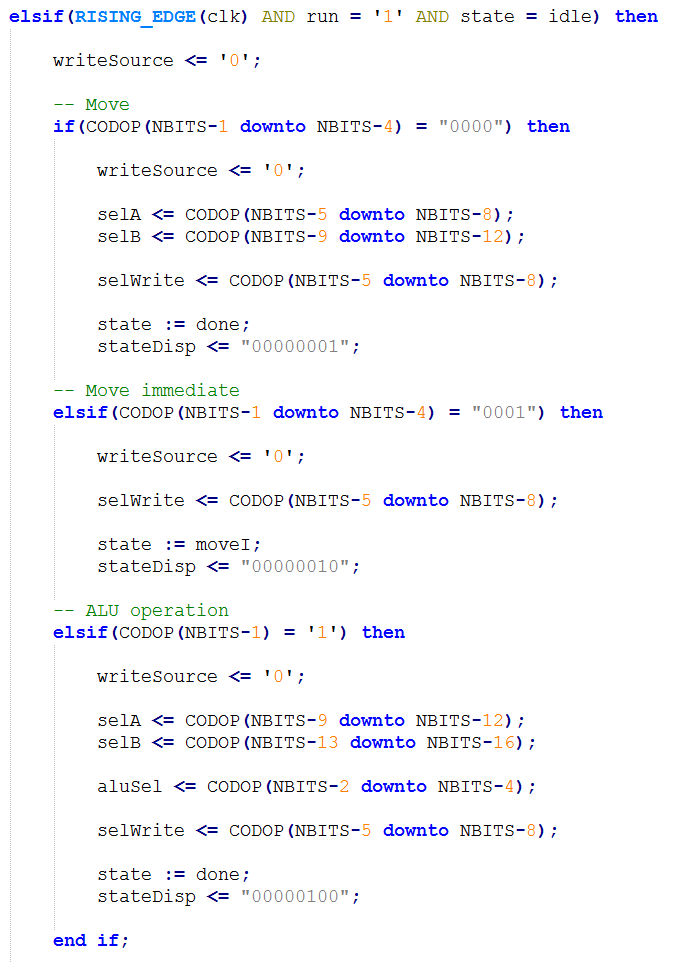 elsif(RISING_EDGE(clk) AND run = '1' AND state = idle) then
writeSource <= '0';
-- Move
if(CODOP(NBITS-1 downto NBITS-4) = "0000") then
writeSource <= '0';
selA <= CODOP(NBITS-5 downto NBITS-8);
selB <= CODOP(NBITS-9 downto NBITS-12);
selWrite <= CODOP(NBITS-5 downto NBITS-8);
state := done;
stateDisp <= "00000001";
-- Move immediate
elsif(CODOP(NBITS-1 downto NBITS-4) = "0001") then
writeSource <= '0';
selWrite <= CODOP(NBITS-5 downto NBITS-8);
state := moveI;
stateDisp <= "00000010";
-- ALU operation
elsif(CODOP(NBITS-1) = '1') then
writeSource <= '0';
selA <= CODOP(NBITS-9 downto NBITS-12);
selB <= CODOP(NBITS-13 downto NBITS-16);
aluSel <= CODOP(NBITS-2 downto NBITS-4);
selWrite <= CODOP(NBITS-5 downto NBITS-8);
state := done;
stateDisp <= "00000100";
end if;